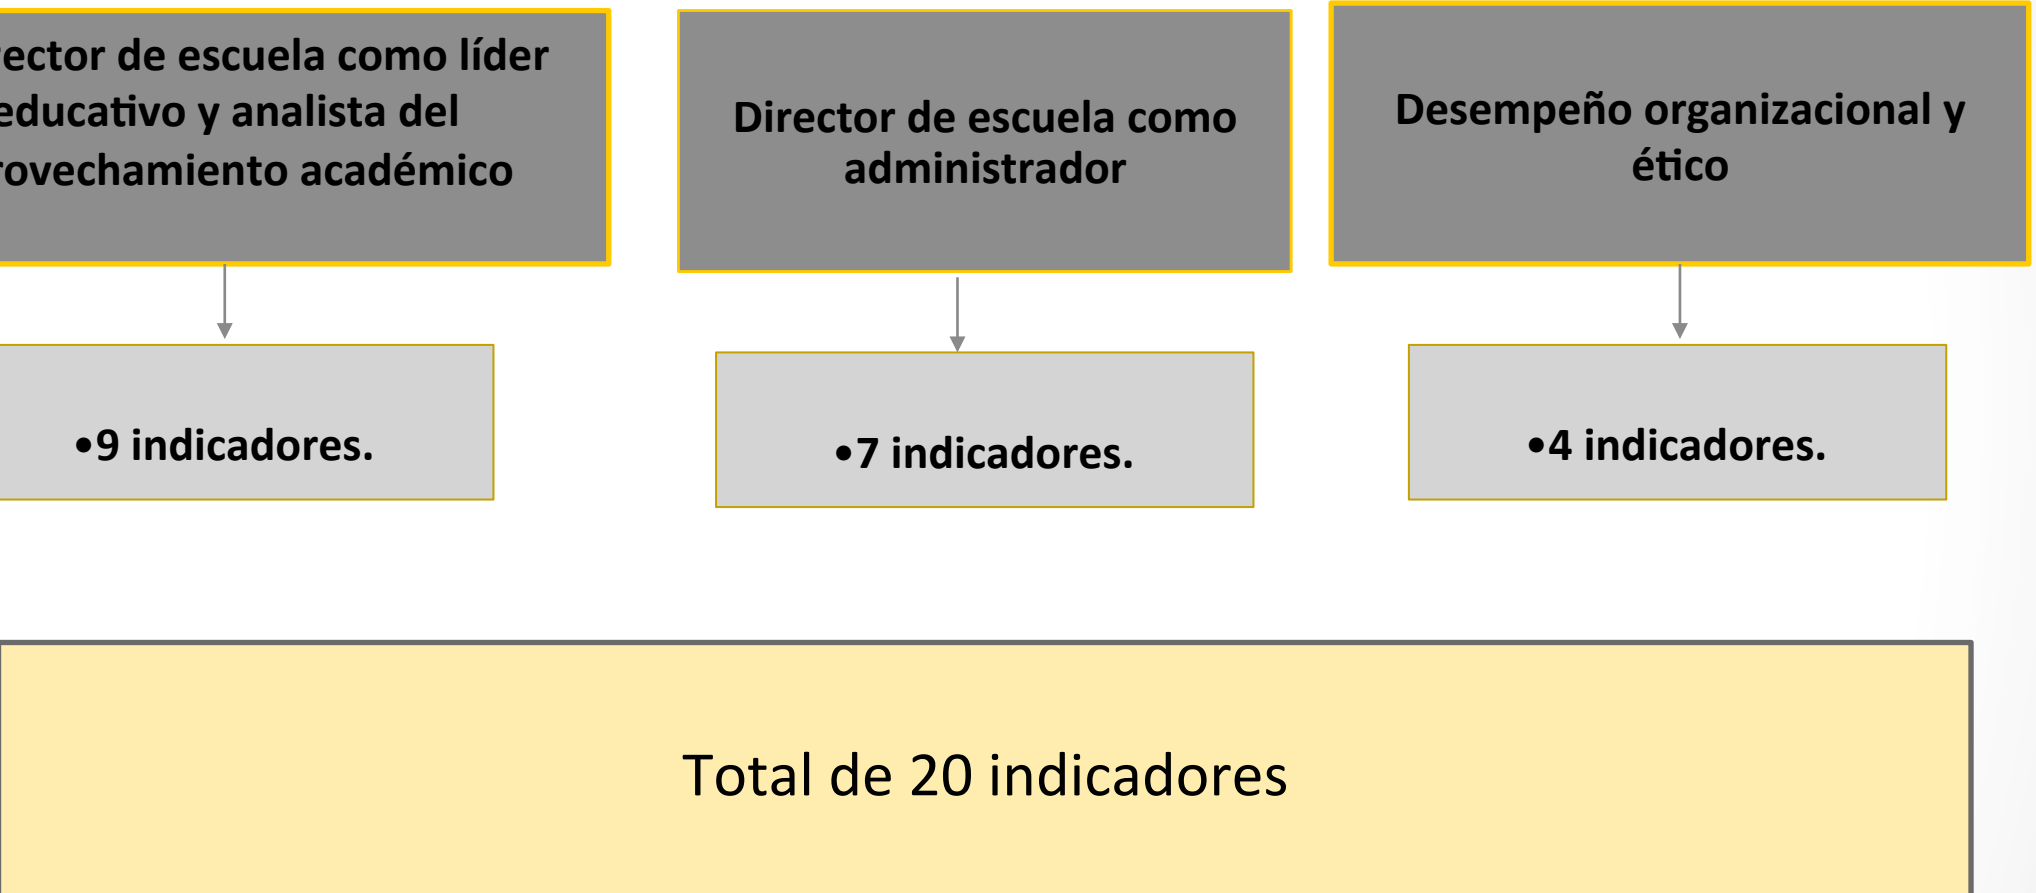 rector de escuela como líder
educativo y analista del
rovechamiento académico
Director de escuela como
administrador
Desempeño organizacional y
ético
•9 indicadores.
•7 indicadores.
•4 indicadores.
Total de 20 indicadores